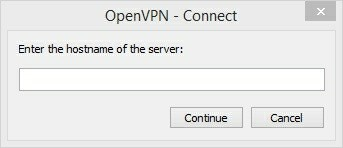 OpenVPN - Connect
Enter the hostname of the server:
Continue Cancel